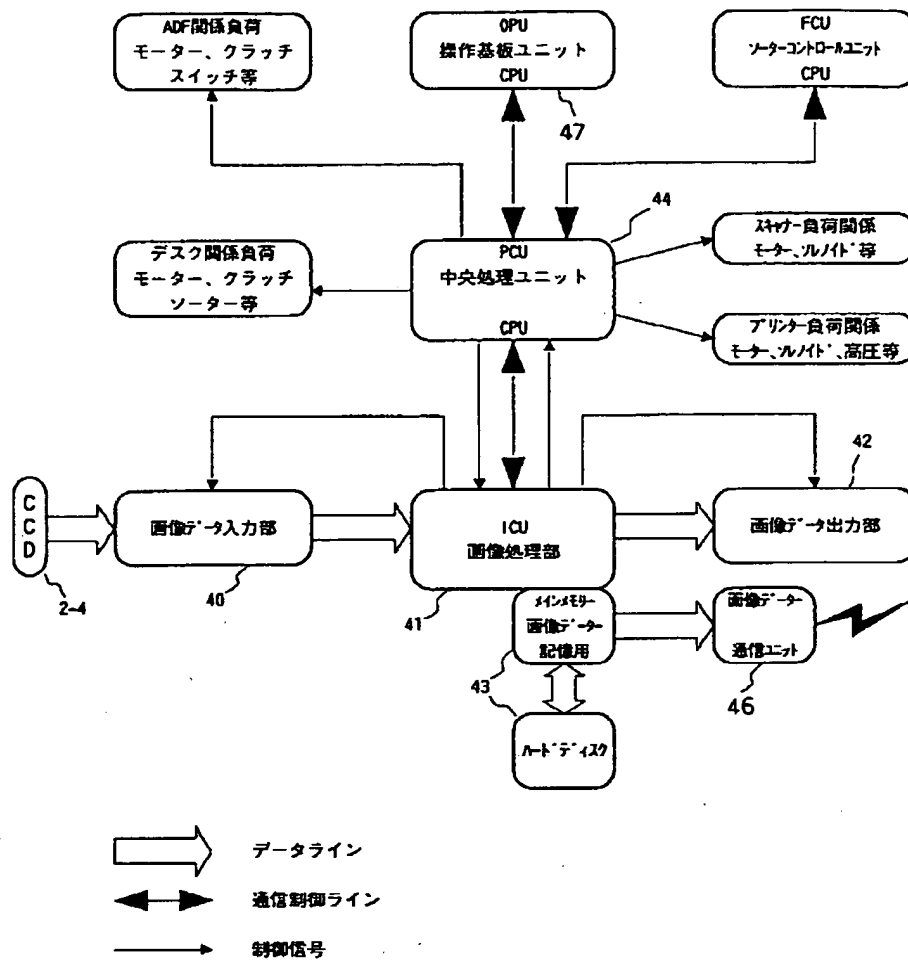 ADF関係負荷
モーター、クラッチ
スイッチ等
OPU
操作基板ユニット
CPU
47
FCU
ソーターコントロールユニット
CPU
44
デスク関係負荷
モーター、クラッチ
ソーター等
PCU
中央処理ユニット
CPU
スキャナー負荷関係
モーター、ソレノイド等
プリンター負荷関係
モーター、ソレノイド、高圧等
42
CCD
2-4
画像データ入力部
40
ICU
画像処理部
41
画像データ出力部
メインメモリー
画像データー
記憶用
43
画像データー
通信ユニット
46
ハードディスク
データライン
通信制御ライン
制御信号